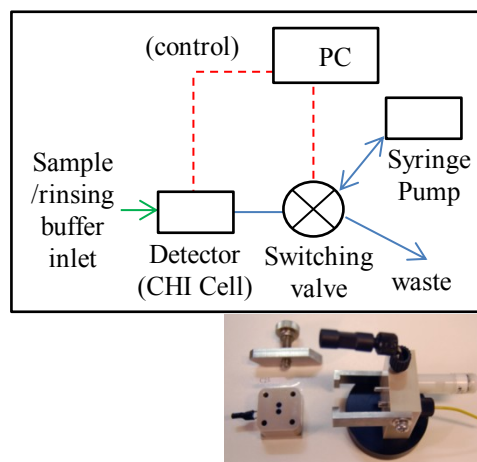 (control)
PC
Sample
/rinsing
buffer
inlet
Detector
(CHI Cell)
Switching
valve
Syringe
Pump
waste